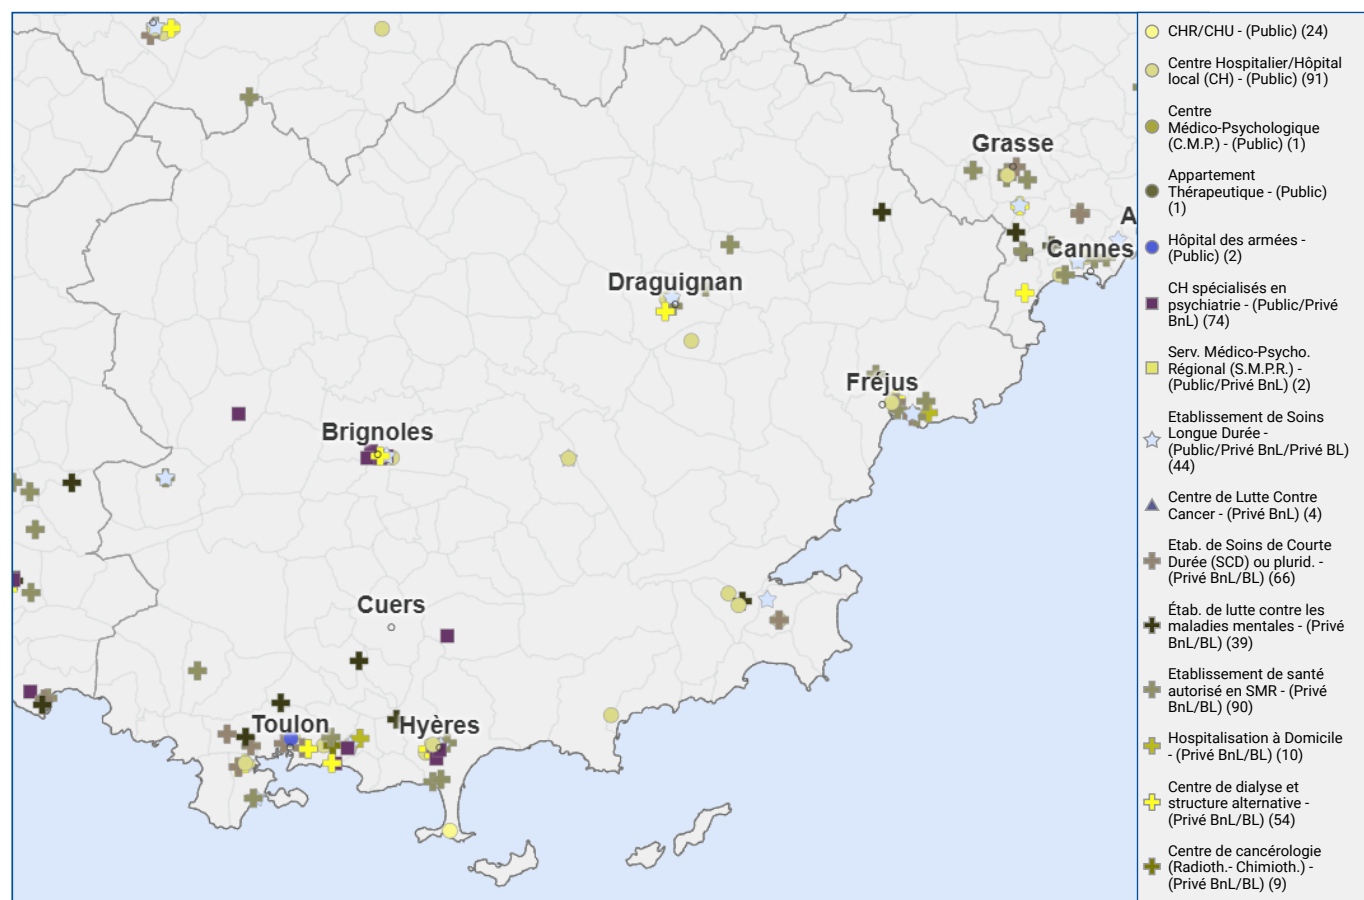 Grasse
A
Cannes
Draguignan
Fréjus
Brignoles
Cuers
Toulon
Hyères
CHR/CHU - (Public) (24)
Centre Hospitalier/Hôpital
local (CH) - (Public) (91)
Centre
Médico-Psychologique
(C.M.P.) - (Public) (1)
Appartement
Thérapeutique - (Public)
(1)
Hôpital des armées -
(Public) (2)
CH spécialisés en
psychiatrie - (Public/Privé
BnL) (74)
Serv. Médico-Psycho.
Régional (S.M.P.R.) -
(Public/Privé BnL) (2)
Etablissement de Soins
Longue Durée -
(Public/Privé BnL/Privé BL)
(44)
Centre de Lutte Contre
Cancer - (Privé BnL) (4)
Etab. de Soins de Courte
Durée (SCD) ou plurid. -
(Privé BnL/BL) (66)
Étab. de lutte contre les
maladies mentales - (Privé
BnL/BL) (39)
Etablissement de santé
autorisé en SMR - (Privé
BnL/BL) (90)
Hospitalisation à Domicile
- (Privé BnL/BL) (10)
Centre de dialyse et
structure alternative -
(Privé BnL/BL) (54)
Centre de cancérologie
(Radioth.- Chimioth.) -
(Privé BnL/BL) (9)